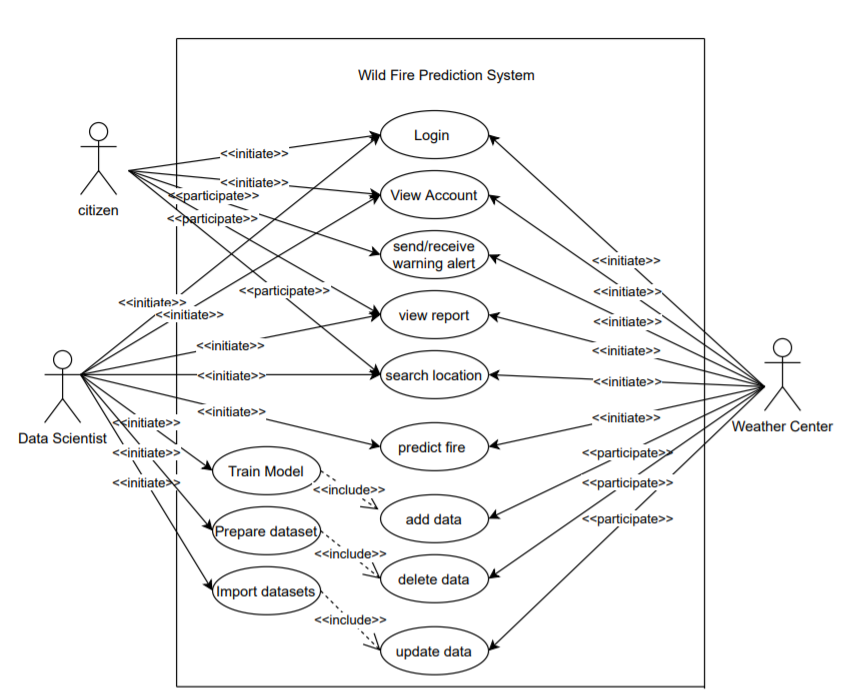 Wild Fire Prediction System
Login
<<initiate>>
citizen
<<initiate>>
<<participate>>
<<participate>>
View Account
send/receive
warning alert
<<initiate>>
<<participate>>
<<initiate>>
<<initiate>>
<<initiate>>
view report
<<initiate>>
<<initiate>>
<<initiate>>
<<initiate>>
search location
<<initiate>>
<<initiate>>
<<initiate>>
Data Scientist
<<initiate>>
<<initiate>>
<<initiate>>
predict fire
Weather Center
<<participate>>
<<participate>>
<<participate>>
Train Model
<<include>>
add data
Prepare dataset
<<include>>
delete data
Import datasets
<<include>>
update data